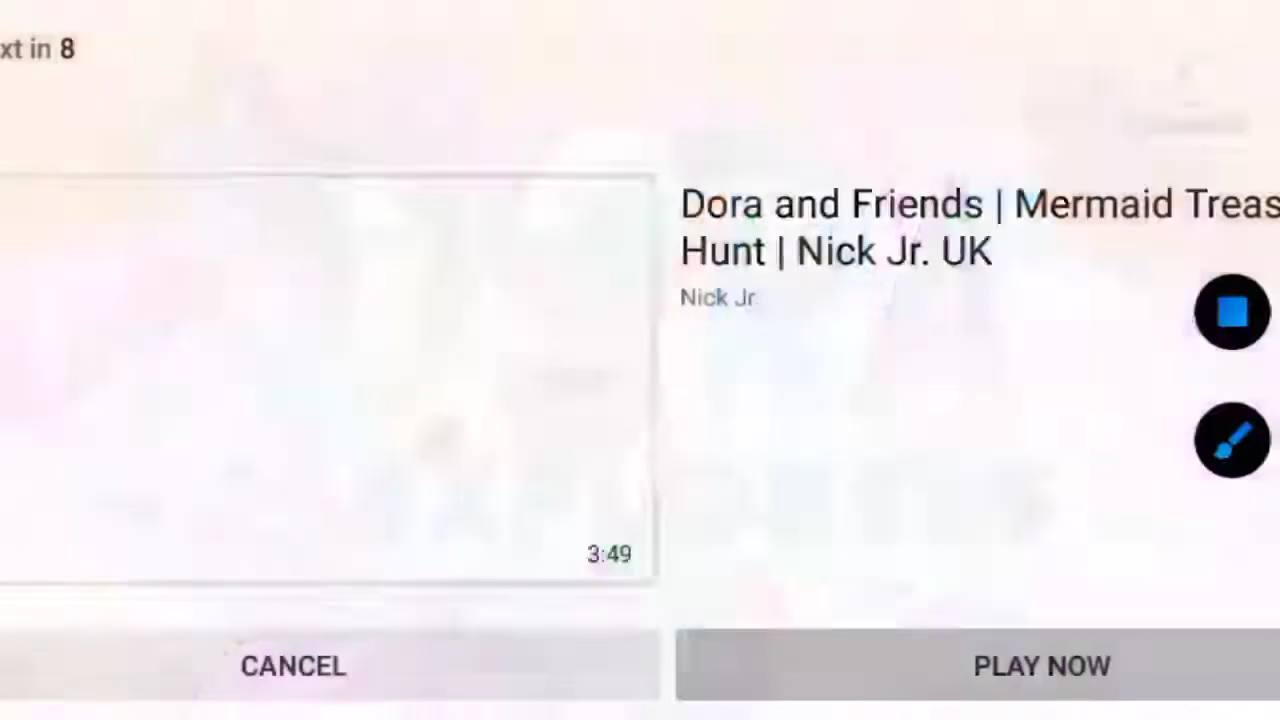 xt in 8
Dora and Friends | Mermaid Treas
Hunt | Nick Jr. UK
Nick Jr.
3:49
CANCEL
PLAY NOW